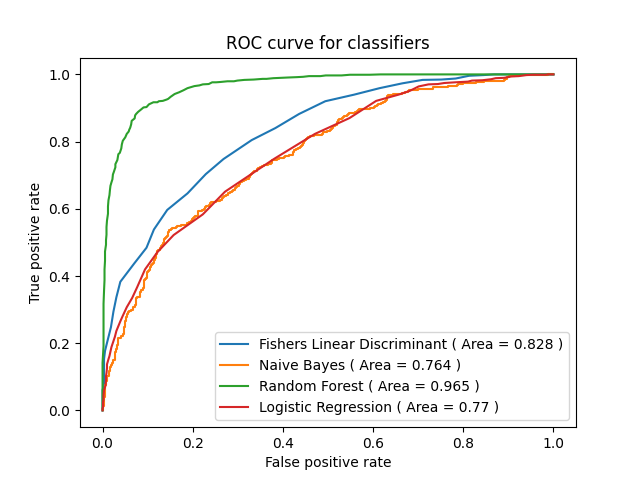 ROC curve for classifiers
True positive rate
1.0
0.8
0.6
0.4
0.2
0.0
Fishers Linear Discriminant ( Area = 0.828 )
Naive Bayes ( Area = 0.764 )
Random Forest ( Area = 0.965 )
Logistic Regression ( Area = 0.77 )
0.0 0.2 0.4 0.6 0.8 1.0
False positive rate